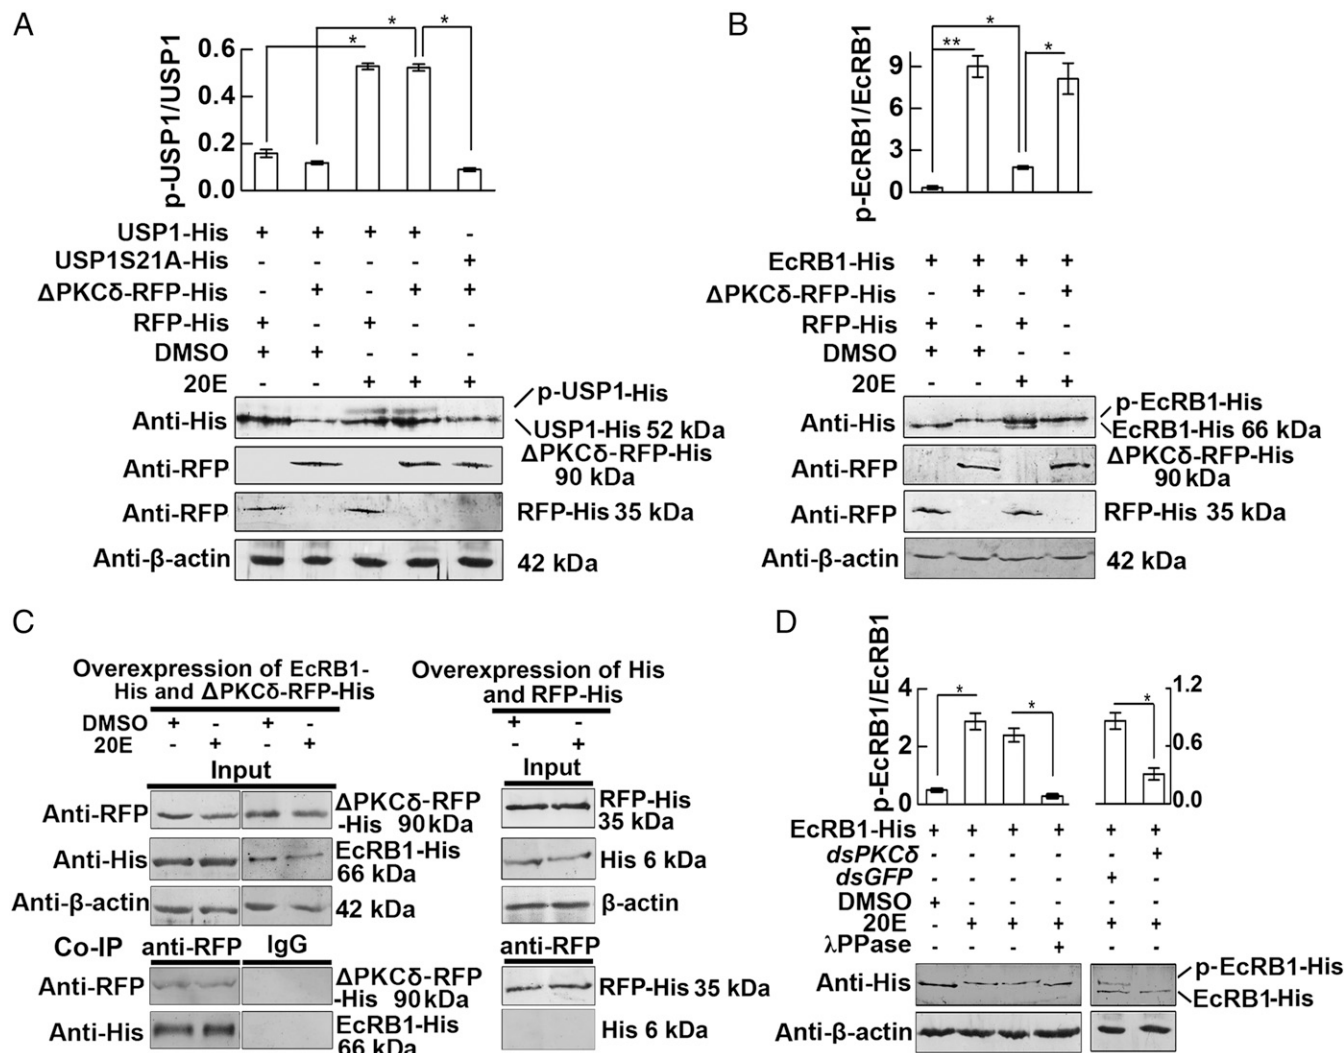 A
p-USP1/USP1
0.6
0.4
0.2
0.0
* * *
USP1-His + + + + -
USP1S21A-His - - - - +
ΔPKCδ-RFP-His - + - + +
RFP-His + - + - -
DMSO + + - - -
20E - - + + +
Anti-His
p-USP1-His
USP1-His 52 kDa
Anti-RFP
ΔPKCδ-RFP-His
90 kDa
Anti-RFP
RFP-His 35 kDa
Anti-β-actin
42 kDa
B
p-EcRB1/EcRB1
9
6
3
0
** * *
EcRB1-His + + + +
ΔPKCδ-RFP-His - + - +
RFP-His + - + -
DMSO + + - -
20E - - + +
Anti-His
p-EcRB1-His
EcRB1-His 66 kDa
Anti-RFP
ΔPKCδ-RFP-His
90 kDa
Anti-RFP
RFP-His 35 kDa
Anti-β-actin
42 kDa
C
Overexpression of EcRB1-
His and ΔPKCδ-RFP-His
DMSO + - + -
20E - + - +
Input
Anti-RFP
ΔPKCδ-RFP
-His 90kDa
Anti-His
EcRB1-His
66 kDa
Anti-β-actin
42 kDa
Co-IP anti-RFP IgG
Anti-RFP
ΔPKCδ-RFP
-His 90kDa
Anti-His
EcRB1-His
66 kDa
Overexpression of His
and RFP-His
+ -
- +
Input
RFP-His
35 kDa
His 6 kDa
β-actin
anti-RFP
RFP-His 35 kDa
His 6 kDa
D
p-EcRB1/EcRB1
4
2
0
* *
*
1.2
0.6
0.0
EcRB1-His + + + + + +
dsPKCδ - - - - - +
dsGFP - - - - + -
DMSO + - - - - -
20E - + + + + +
λPPase - - - + - -
Anti-His
p-EcRB1-His
EcRB1-His
Anti-β-actin